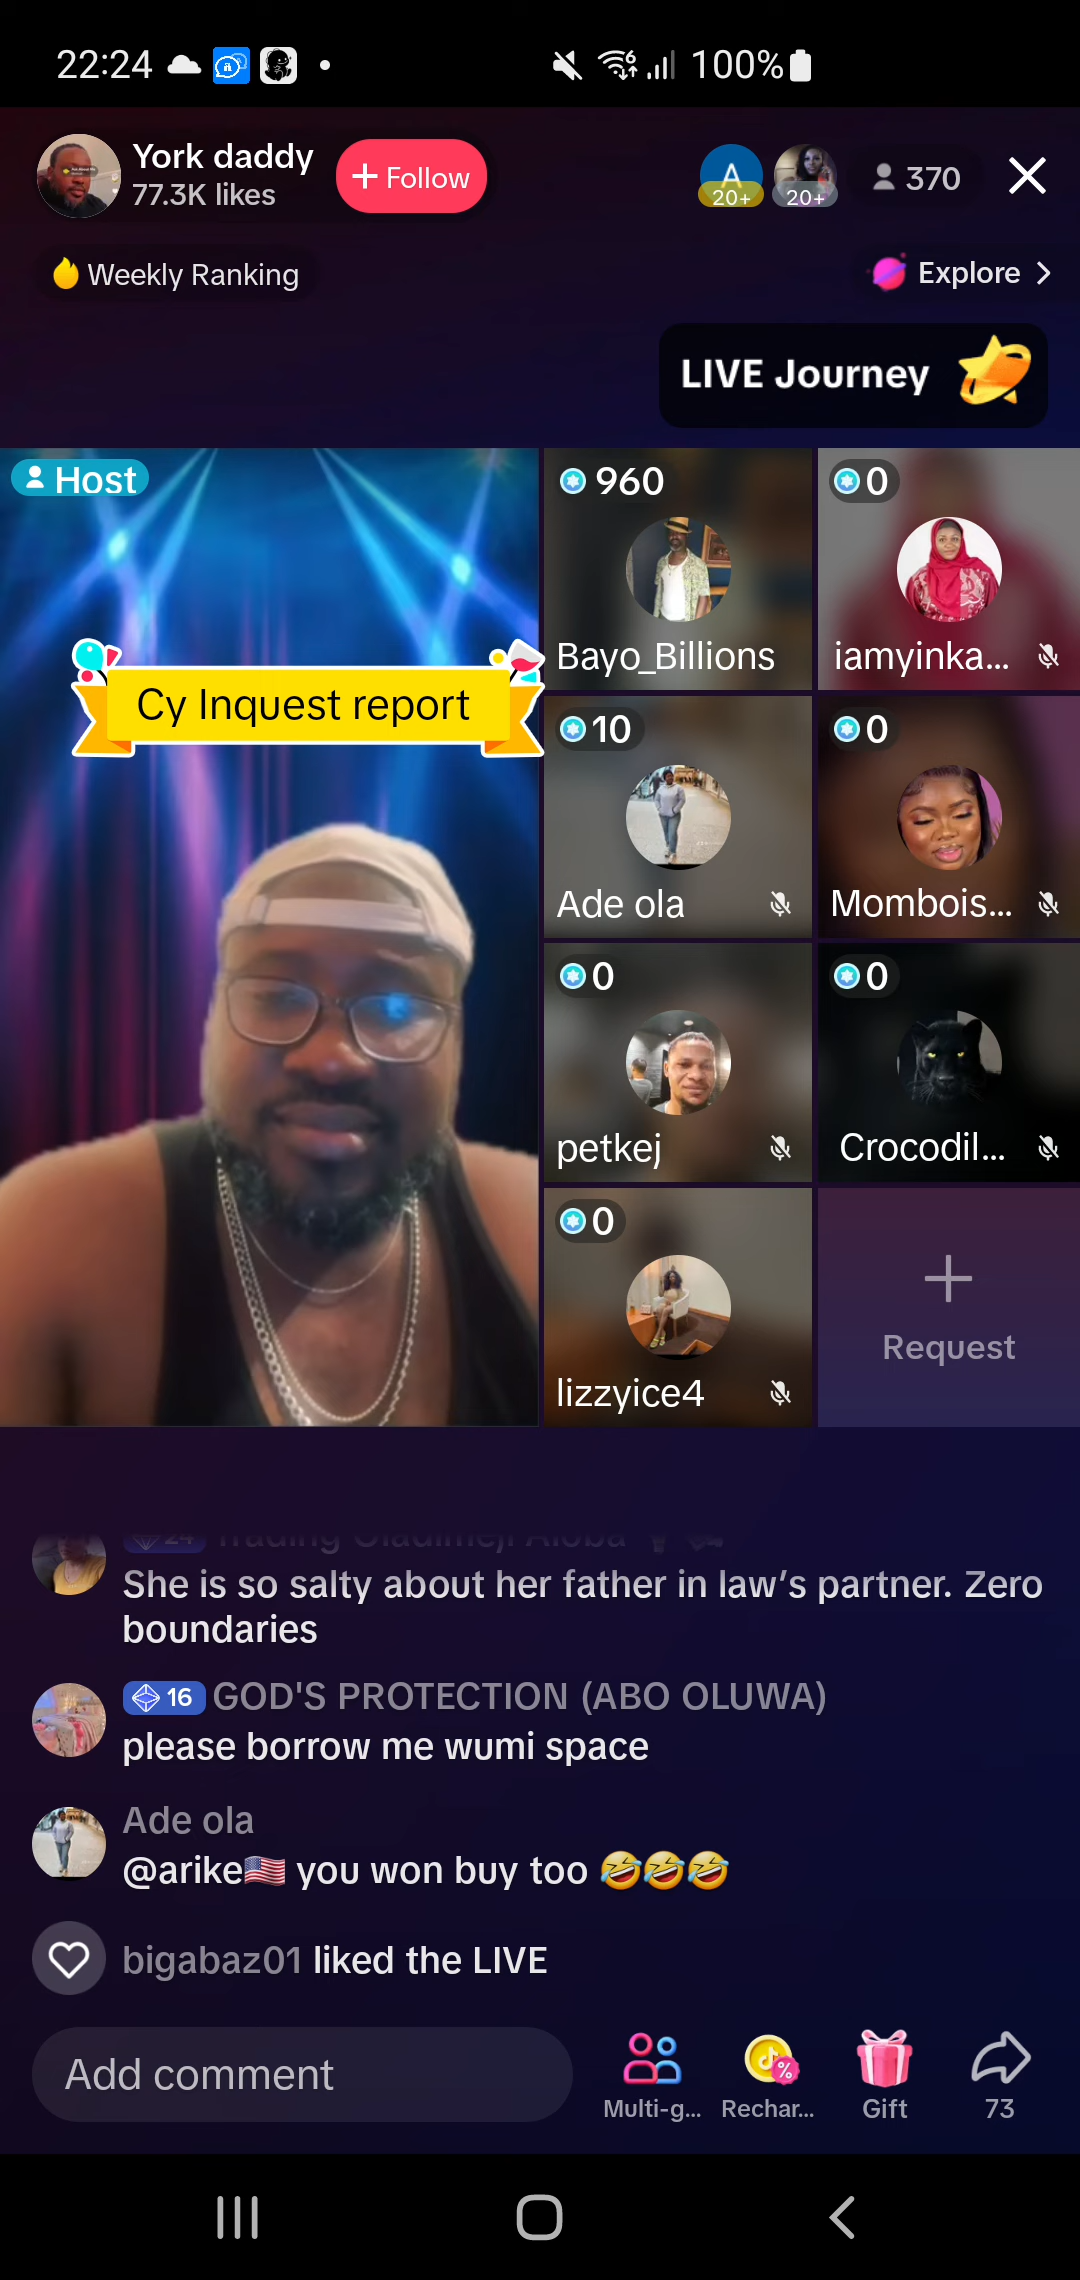 22:24
100%
York daddy
77.3K likes
+ Follow
A
20+
20+
370
Weekly Ranking
Explore
LIVE Journey
Host
Cy Inquest report
960
Bayo_Billions
0
iamyinka...
10
Ade ola
0
Mombois...
0
petkej
0
Crocodil...
0
lizzyice4
Request
She is so salty about her father in law’s partner. Zero
boundaries
16 GOD'S PROTECTION (ABO OLUWA)
please borrow me wumi space
Ade ola
@arike🇺🇸 you won buy too 🤣🤣🤣
bigabaz01 liked the LIVE
Add comment
Multi-g...
Rechar...
Gift
73